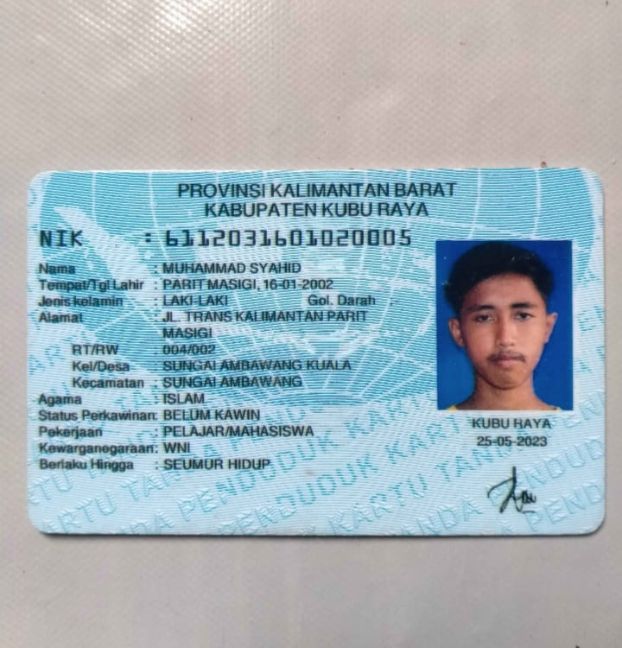 PROVINSI KALIMANTAN BARAT
KABUPATEN KUBU RAYA
NIK : 6112031601020005
Nama : MUHAMMAD SYAHID
Tempat/Tgl Lahir : PARIT MASIGI, 16-01-2002
Jenis kelamin : LAKI-LAKI Gol. Darah :-
Alamat : JL. TRANS KALIMANTAN PARIT
MASIGI
RT/RW : 004/002
Kel/Desa : SUNGAI AMBAWANG KUALA
Kecamatan : SUNGAI AMBAWANG
Agama : ISLAM
Status Perkawinan: BELUM KAWIN
Pekerjaan : PELAJAR/MAHASISWA
Kewarganegaraan: WNI
Berlaku Hingga : SEUMUR HIDUP
KUBU RAYA
25-05-2023
KARTU TANDA PENDUDUK